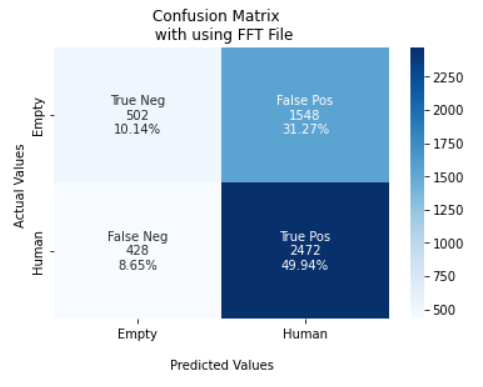 Confusion Matrix
with using FFT File
Actual Values
Empty
Human
True Neg
502
10.14%
False Pos
1548
31.27%
False Neg
428
8.65%
True Pos
2472
49.94%
Empty
Human
Predicted Values
2250
2000
1750
1500
1250
1000
750
500